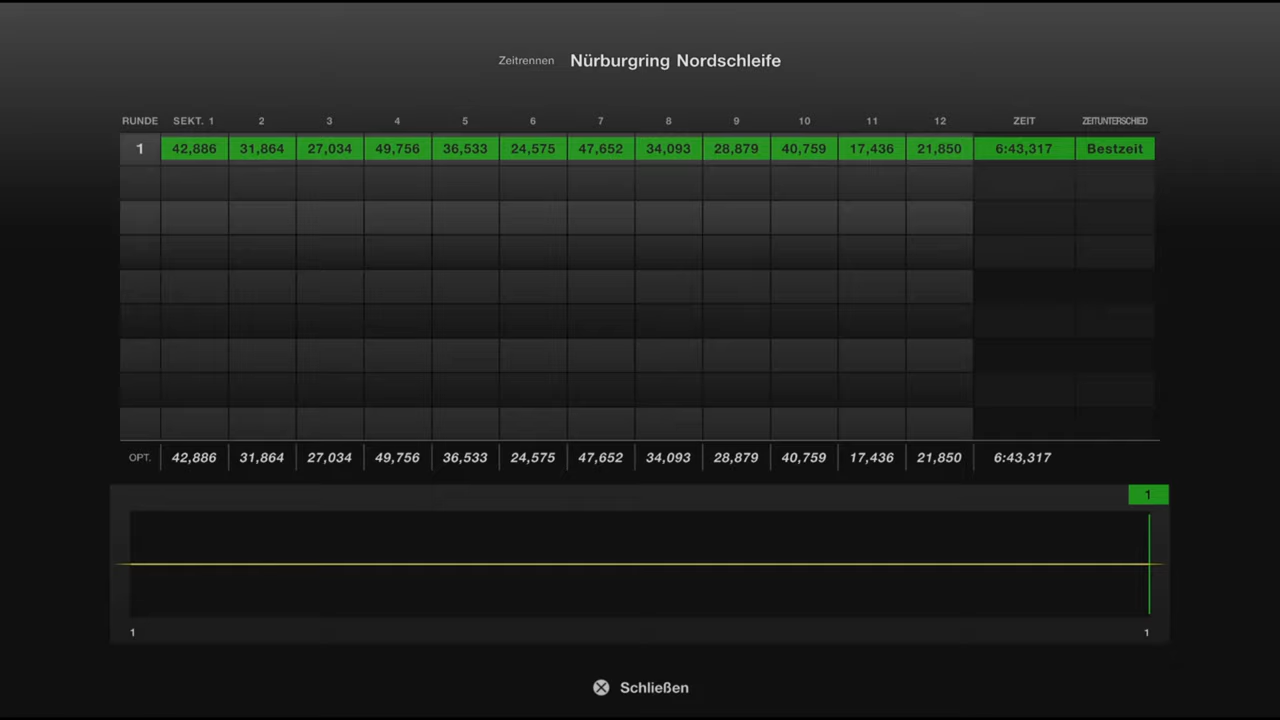 Zeitrennen Nürburgring Nordschleife
RUNDE SEKT. 1 2 3 4 5 6 7 8 9 10 11 12 ZEIT ZEITUNTERSCHIED
1 42,886 31,864 27,034 49,756 36,533 24,575 47,652 34,093 28,879 40,759 17,436 21,850 6:43,317 Bestzeit
OPT. 42,886 31,864 27,034 49,756 36,533 24,575 47,652 34,093 28,879 40,759 17,436 21,850 6:43,317
1
1 1
Schließen